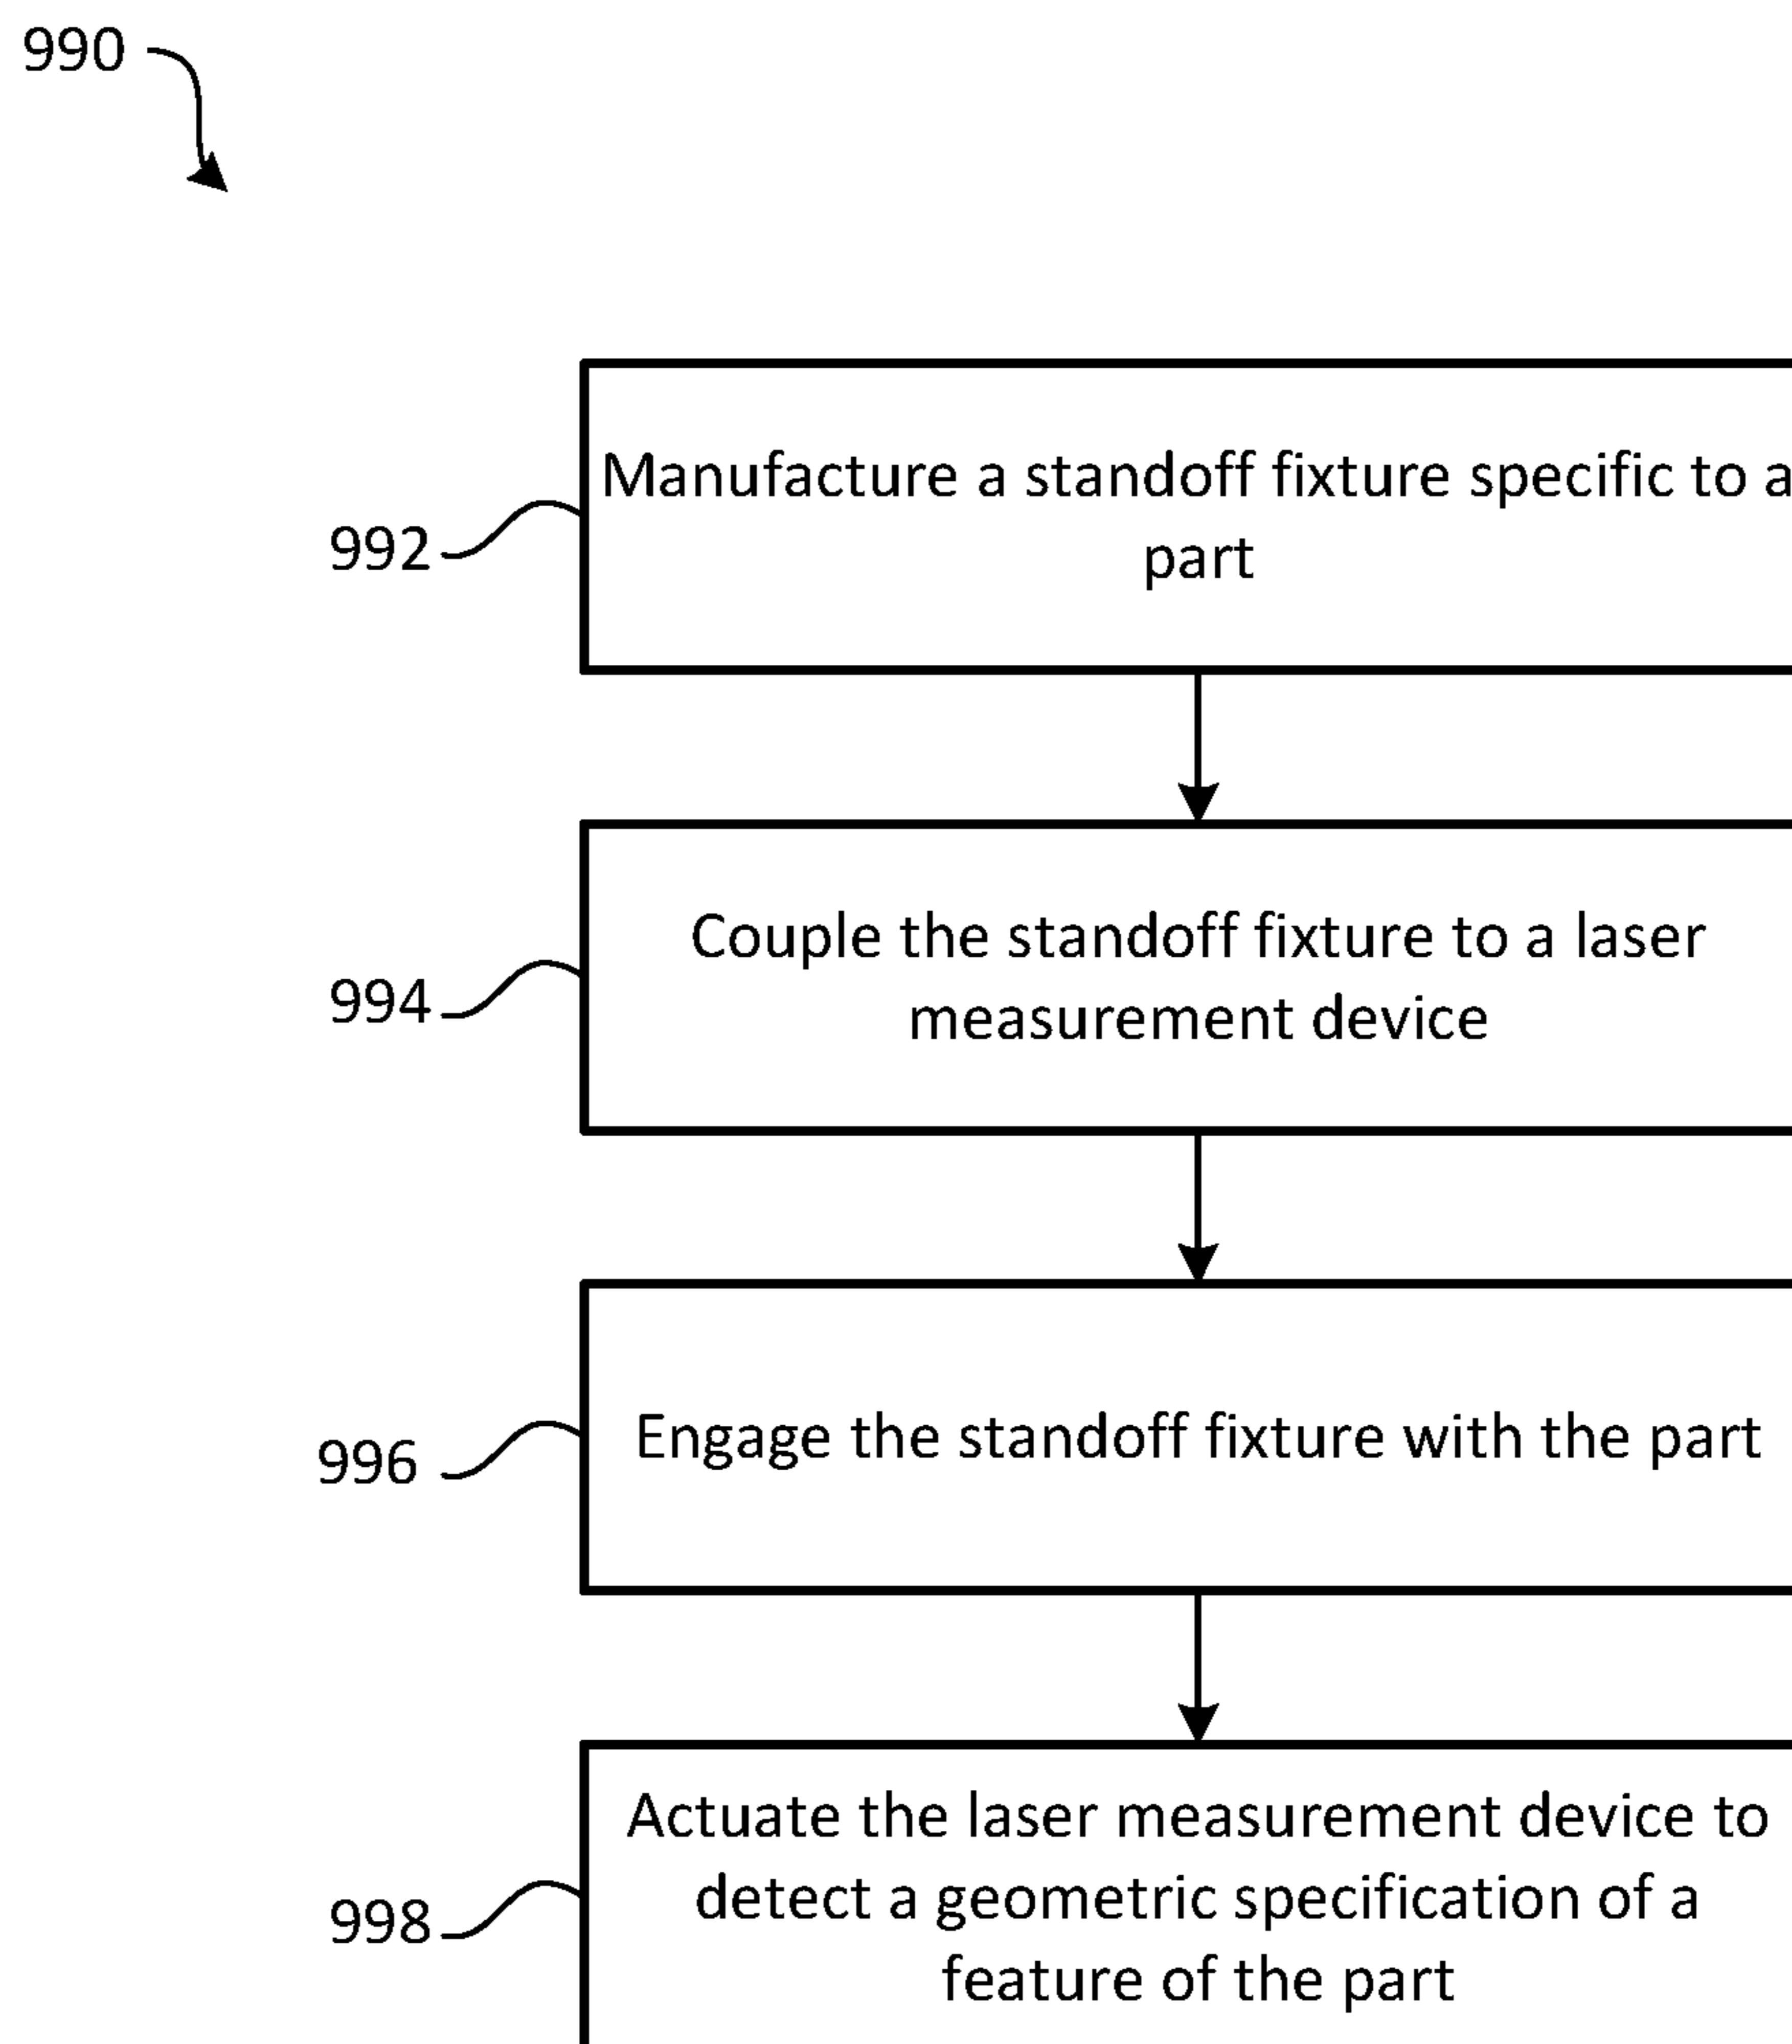 990
Manufacture a standoff fixture specific to a
part
992
Couple the standoff fixture to a laser
measurement device
994
Engage the standoff fixture with the part
996
Actuate the laser measurement device to
detect a geometric specification of a
feature of the part
998